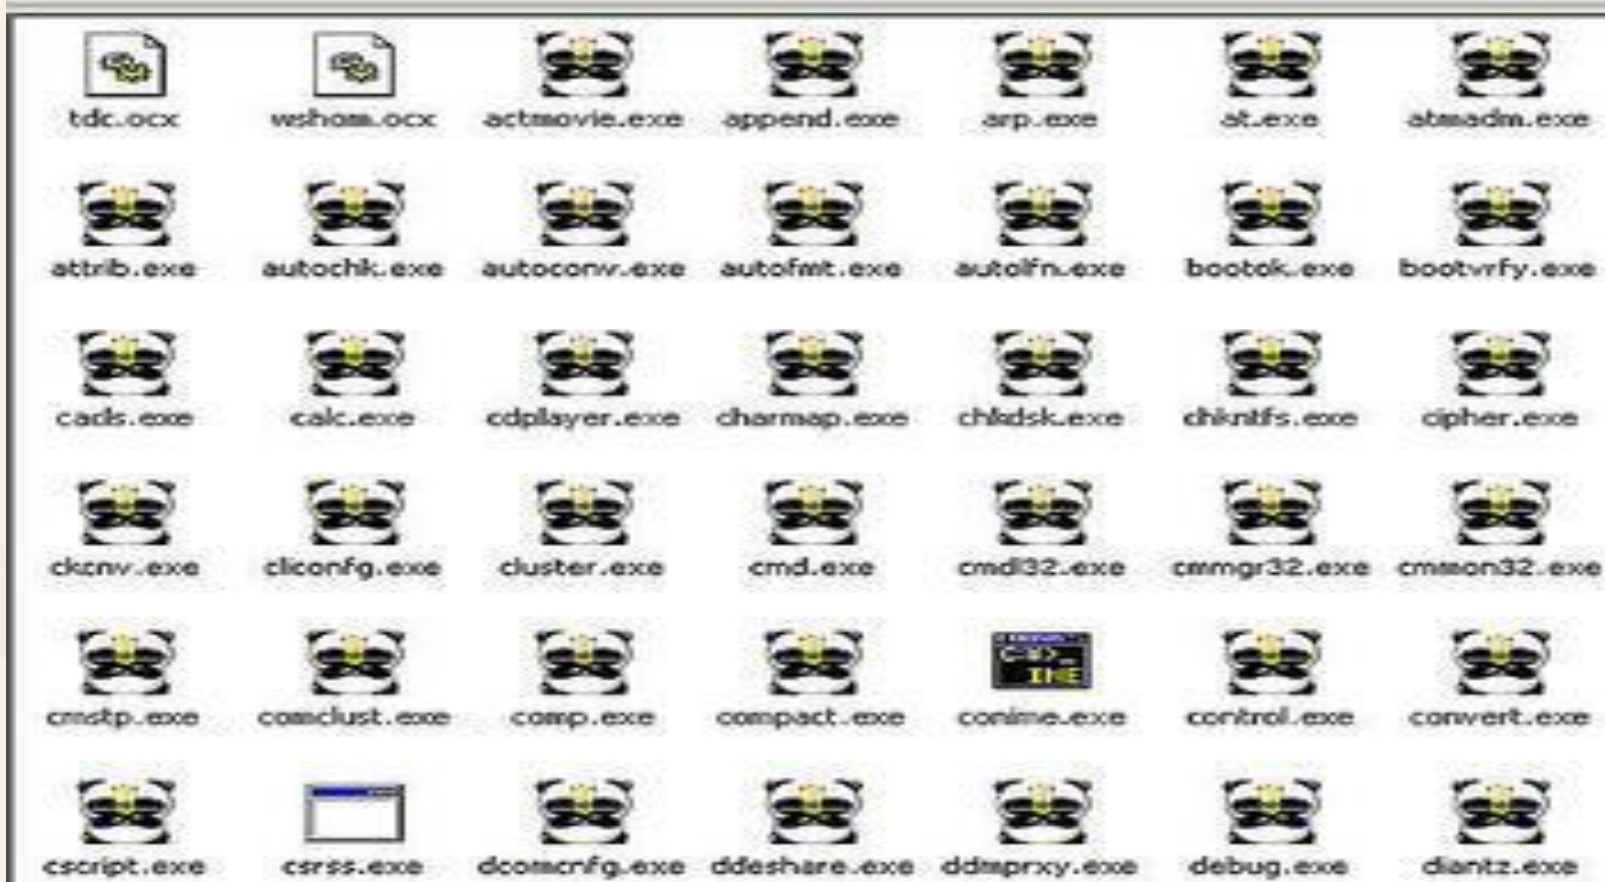 tdc.ocx wshom.ocx actmovie.exe append.exe arp.exe at.exe atmadm.exe
attrib.exe autochk.exe autoconv.exe autofmt.exe autolfn.exe bootok.exe bootvrfy.exe
cacls.exe calc.exe cdplayer.exe charmap.exe chkdsk.exe chkntfs.exe cipher.exe
ckcnv.exe cliconfg.exe cluster.exe cmd.exe cmdl32.exe cmmgr32.exe cmmon32.exe
IME
cmstp.exe comclust.exe comp.exe compact.exe conime.exe control.exe convert.exe
cscript.exe csrss.exe dcomcnfg.exe ddeshare.exe ddmprxy.exe debug.exe diantz.exe